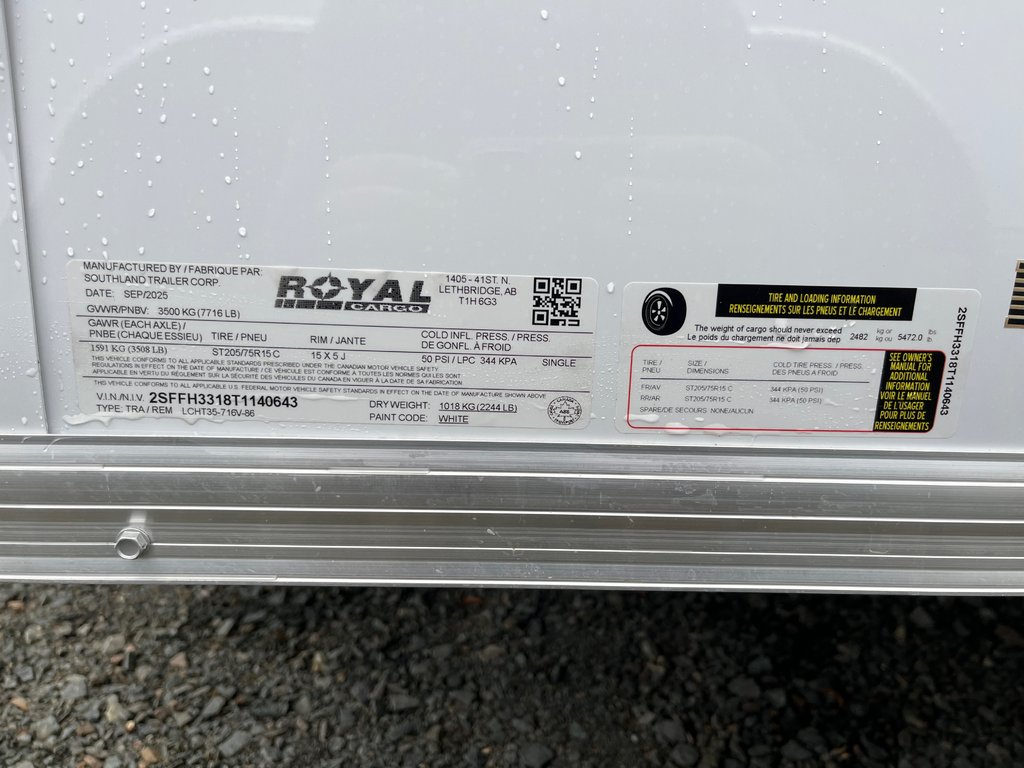 MANUFACTURED BY / FABRIQUE PAR:
SOUTHLAND TRAILER CORP.
DATE: SEP/2025
GVWR/PNBV: 3500 KG (7716 LB)
ROYAL
CARGO
1405 - 41ST. N.
LETHBRIDGE, AB
T1H 6G3
GAWR (EACH AXLE) /
PNBE (CHAQUE ESSIEU) TIRE / PNEU RIM / JANTE COLD INFL. PRESS. / PRESS. DE GONFL. À FROID
1591 KG (3508 LB) ST205/75R15 C 15 X 5 J 50 PSI / LPC 344 KPA SINGLE
THIS VEHICLE CONFORMS TO ALL APPLICABLE STANDARDS PRESCRIBED UNDER THE CANADIAN MOTOR VEHICLE SAFETY
REGULATIONS IN EFFECT ON THE DATE OF MANUFACTURE / CE VÉHICULE EST CONFORME À TOUTES LES NORMES QUI LUI SONT
APPLICABLES EN VERTU DU RÈGLEMENT SUR LA SÉCURITÉ DES VÉHICULES DU CANADA EN VIGUER À LA DATE DE SA FABRICATION
THIS VEHICLE CONFORMS TO ALL APPLICABLE U.S. FEDERAL MOTOR VEHICLE SAFETY STANDARDS IN EFFECT ON THE DATE OF MANUFACTURE SHOWN ABOVE
V.I.N./N.I.V. 2SFFH3318T1140643 DRY WEIGHT: 1018 KG (2244 LB)
TYPE: TRA / REM LCHT35-716V-86 PAINT CODE: WHITE
TIRE AND LOADING INFORMATION
RENSEIGNEMENTS SUR LES PNEUS ET LE CHARGEMENT
The weight of cargo should never exceed
Le poids du chargement ne doit jamais dep 2482 kg or kg ou 5472.0 lbs. lb.
TIRE / PNEU SIZE / DIMENSIONS COLD TIRE PRESS. / PRESS. DES PNEUS A FROID
FR/AV ST205/75R15 C 344 KPA (50 PSI)
RR/AR ST205/75R15 C 344 KPA (50 PSI)
SPARE/DE SECOURS NONE/AUCUN
SEE OWNER'S
MANUAL FOR
ADDITIONAL
INFORMATION
VOIR LE MANUEL
DE L'USAGER
POUR PLUS DE
RENSEIGNEMENTS
2SFFH3318T1140643